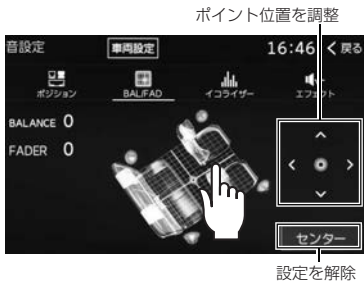 ポイント位置を調整
音設定 車両設定 16:46 戻る
ポジション BAL/FAD イコライザー エフェクト
BALANCE 0
FADER 0
センター
設定を解除